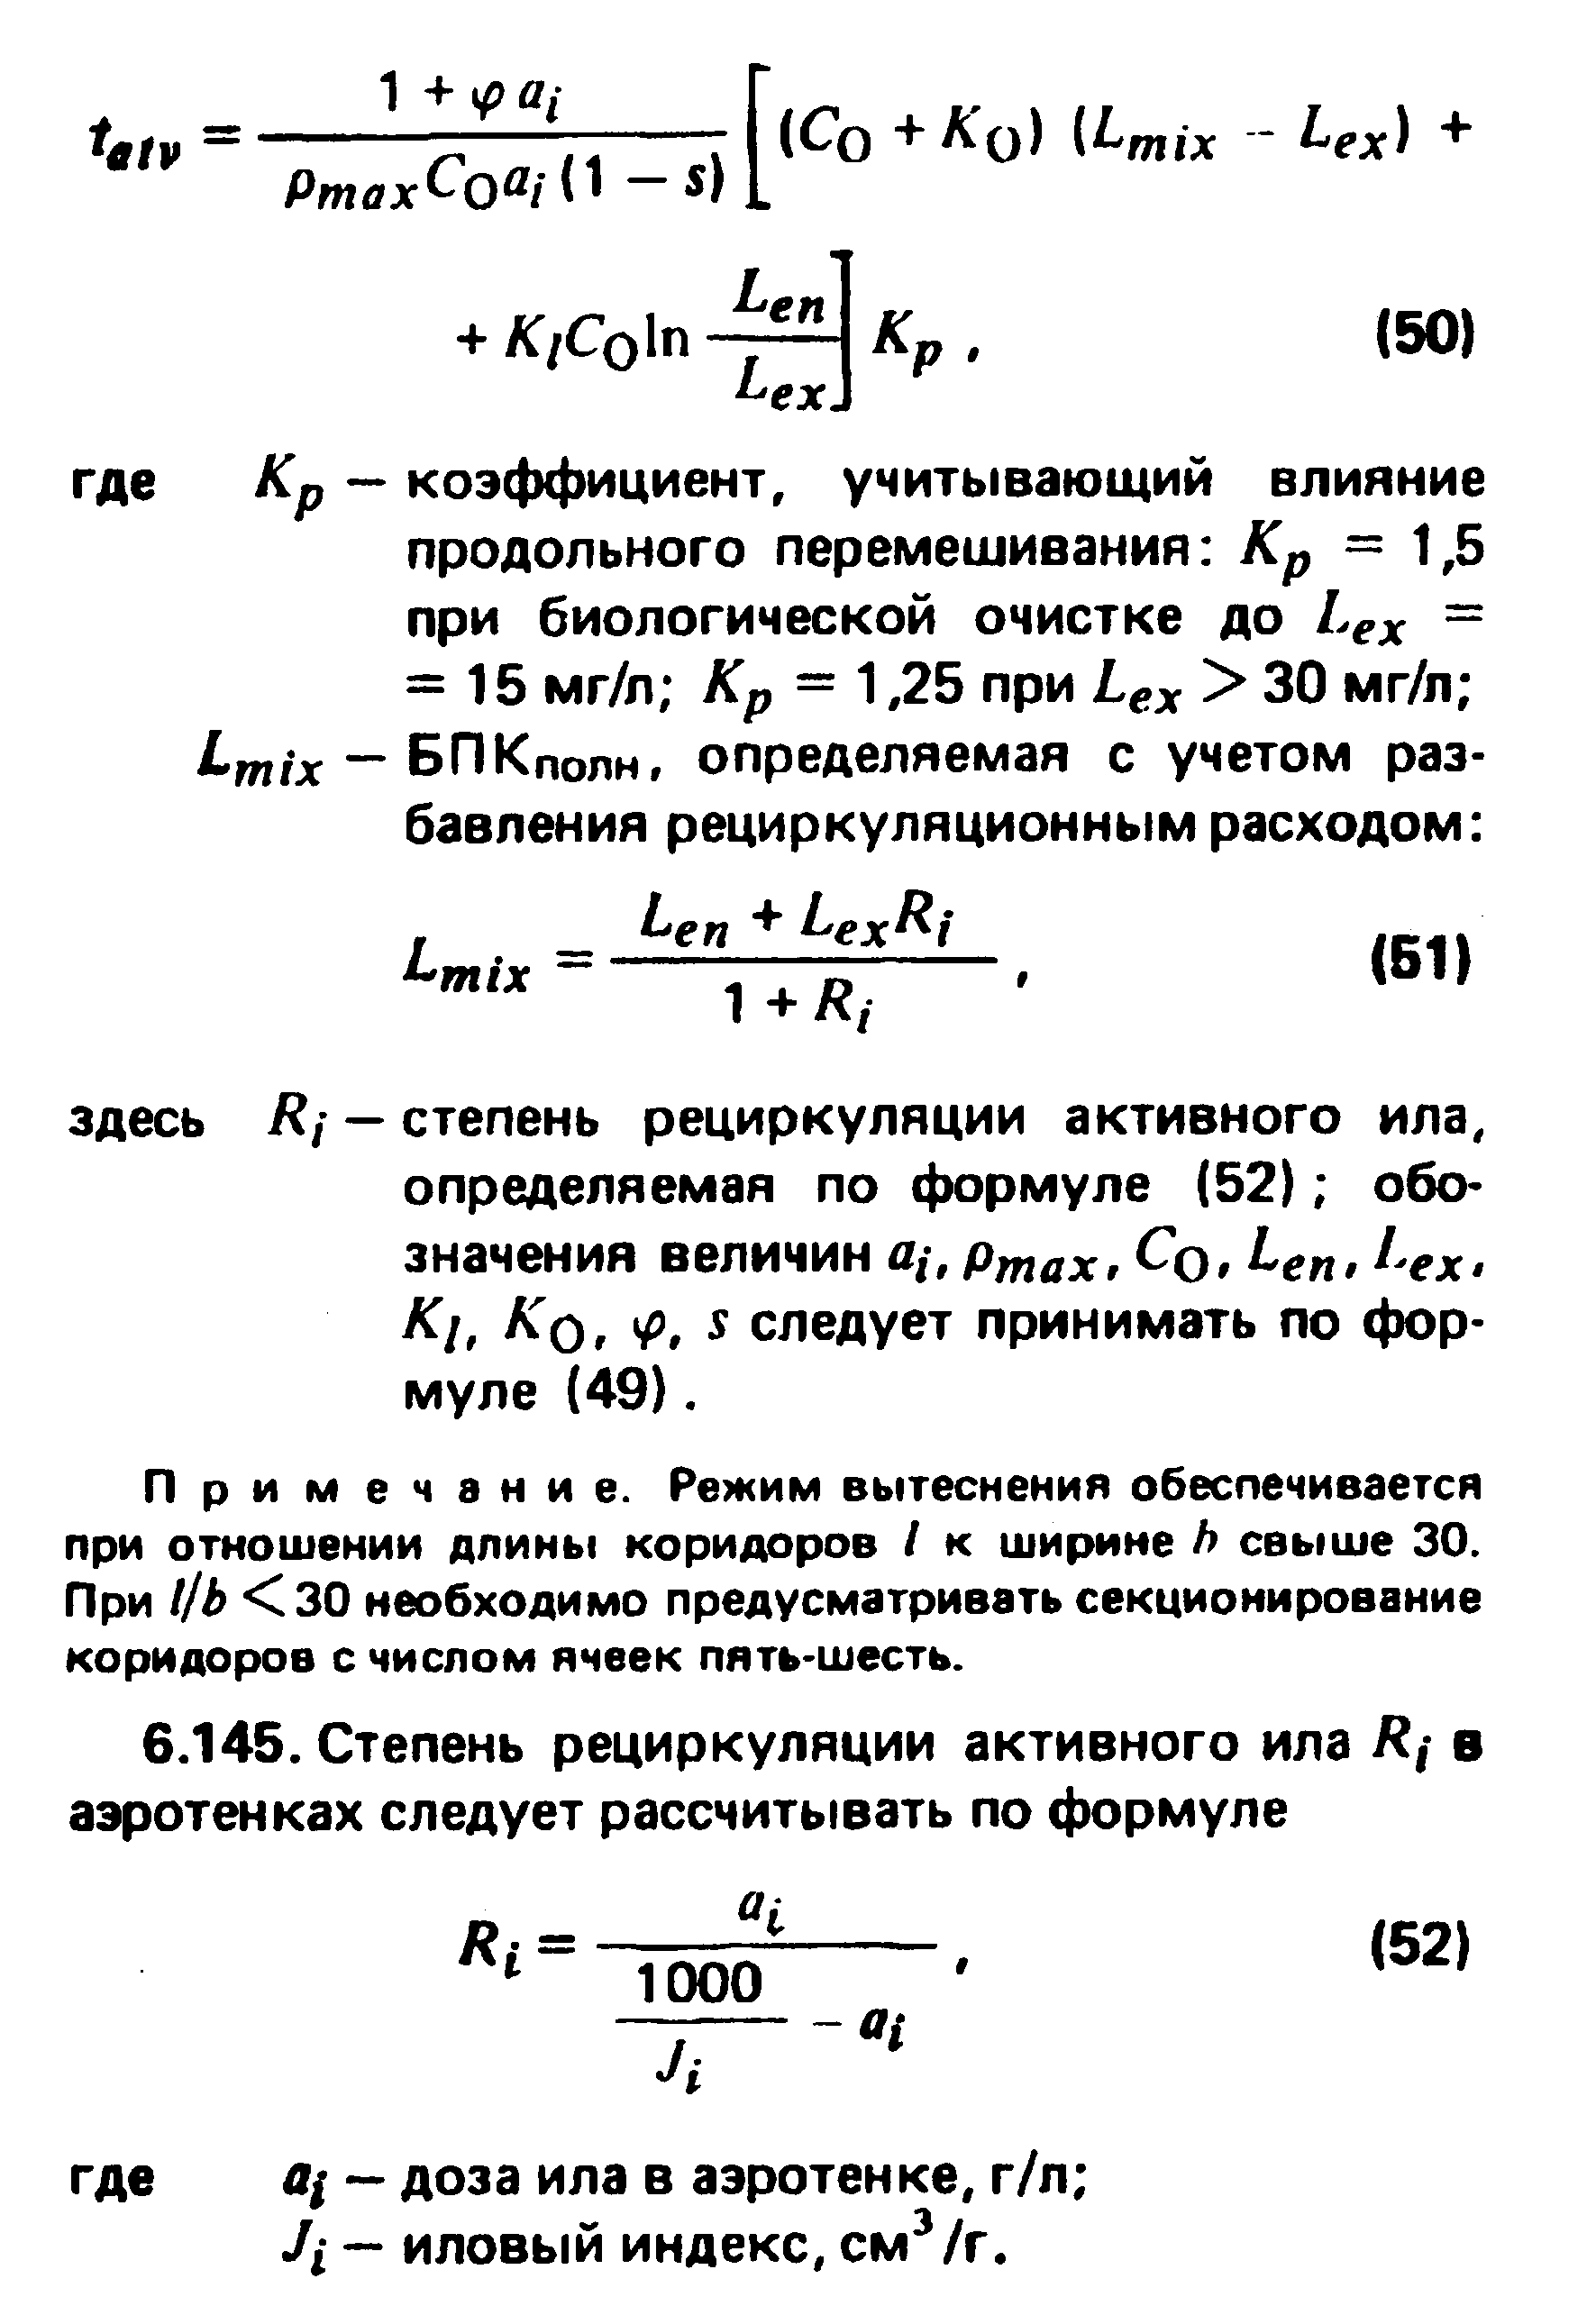 t_atv = (1 + φ a_i) / (ρ_max C_O a_i (1 − s)) [(C_O + K_O) (L_mix − L_ex) +
+ K_l C_O ln (L_en / L_ex)] K_p , (50)
где K_p — коэффициент, учитывающий влияние
продольного перемешивания: K_p = 1,5
при биологической очистке до L_ex =
= 15 мг/л; K_p = 1,25 при L_ex > 30 мг/л;
L_mix — БПКполн, определяемая с учетом раз-
бавления рециркуляционным расходом:
L_mix = (L_en + L_ex R_i) / (1 + R_i) , (51)
здесь R_i — степень рециркуляции активного ила,
определяемая по формуле (52) ; обо-
значения величин a_i, ρ_max, C_O, L_en, L_ex,
K_l, K_O, φ, s следует принимать по фор-
муле (49) .
Примечание. Режим вытеснения обеспечивается
при отношении длины коридоров l к ширине b свыше 30.
При l/b < 30 необходимо предусматривать секционирование
коридоров с числом ячеек пять-шесть.
6.145. Степень рециркуляции активного ила R_i в
аэротенках следует рассчитывать по формуле
R_i = a_i / (1000 / J_i − a_i) , (52)
где a_i — доза ила в аэротенке, г/л;
J_i — иловый индекс, см³/г.